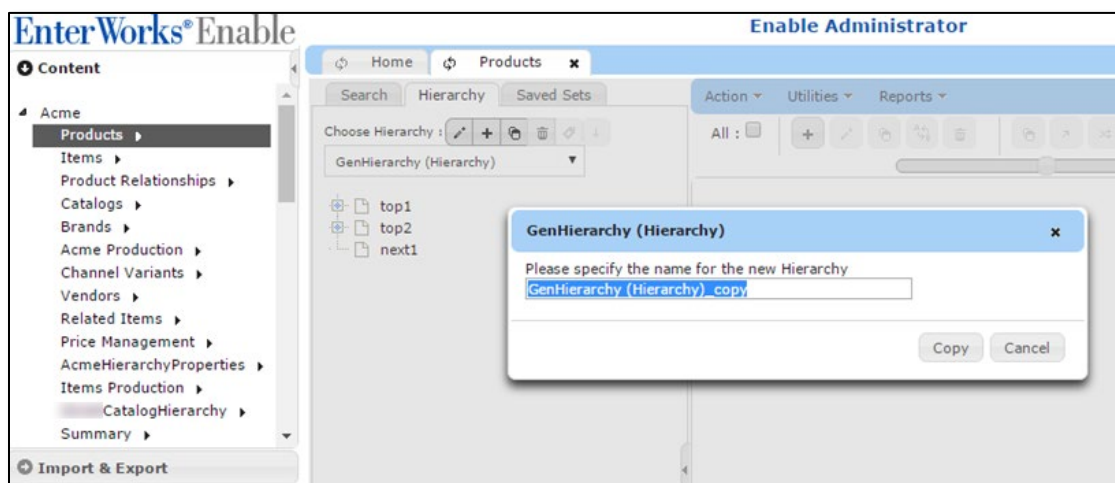 EnterWorks® Enable
Enable Administrator
Content
Home
Products
Search
Hierarchy
Saved Sets
Action
Utilities
Reports
Choose Hierarchy :
All :
GenHierarchy (Hierarchy)
Acme
Products
Items
Product Relationships
Catalogs
Brands
Acme Production
Channel Variants
Vendors
Related Items
Price Management
AcmeHierarchyProperties
Items Production
CatalogHierarchy
Summary
Import & Export
top1
top2
next1
GenHierarchy (Hierarchy)
Please specify the name for the new Hierarchy
GenHierarchy (Hierarchy)_copy
Copy
Cancel